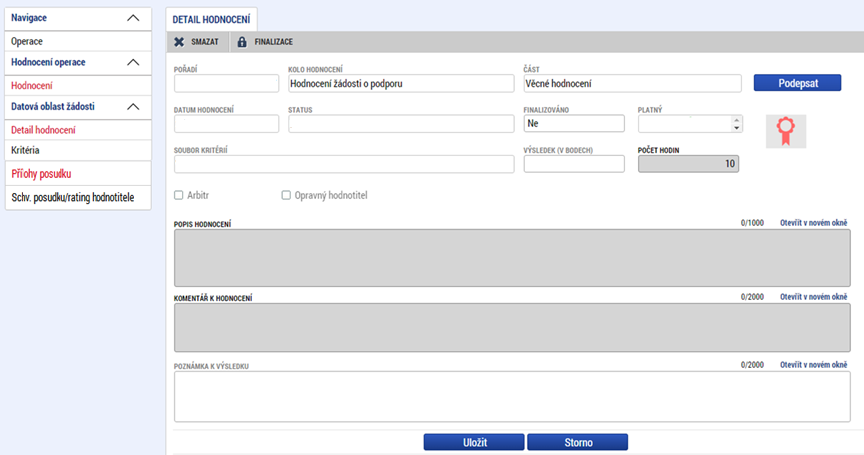 Navigace
Operace
Hodnocení operace
Hodnocení
Datová oblast žádosti
Detail hodnocení
Kritéria
Příohy posudku
Schv. posudku/rating hodnotitele
DETAIL HODNOCENÍ
SMAZAT FINALIZACE
POŘADÍ KOLO HODNOCENÍ ČÁST
Hodnocení žádosti o podporu Věcné hodnocení Podepsat
DATUM HODNOCENÍ STATUS FINALIZOVÁNO PLATNÝ
Ne
SOUBOR KRITÉRIÍ VÝSLEDEK (V BODECH) POČET HODIN
10
Arbitr Opravný hodnotitel
POPIS HODNOCENÍ 0/1000 Otevřít v novém okně
KOMENTÁŘ K HODNOCENÍ 0/2000 Otevřít v novém okně
POZNÁMKA K VÝSLEDKU 0/2000 Otevřít v novém okně
Uložit Storno